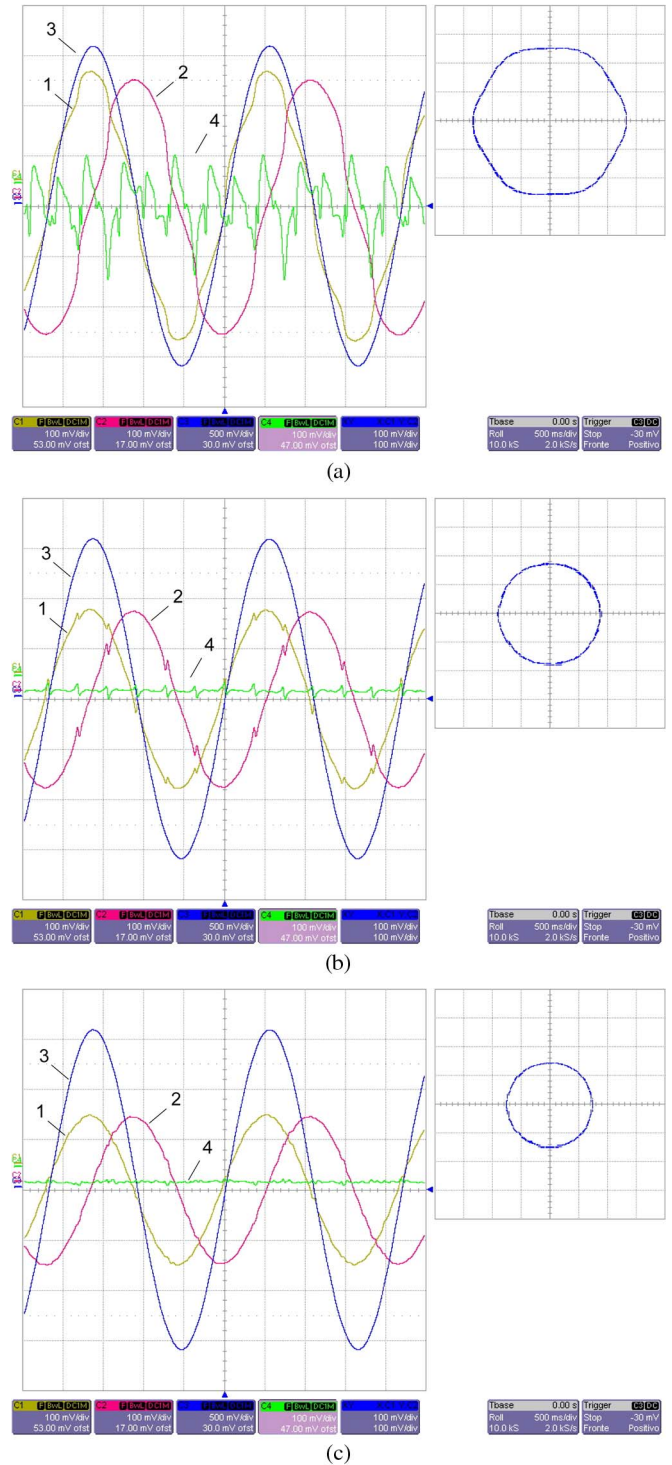 3
1
2
4
C1 F BwL DC1M
100 mV/div
53.00 mV ofst
C2 F BwL DC1M
100 mV/div
17.00 mV ofst
500 mV/div
30.0 mV ofst
C4 F BwL DC1M
100 mV/div
47.00 mV ofst
100 mV/div
100 mV/div
Tbase 0.00 s
Roll 500 ms/div
10.0 kS 2.0 kS/s
Trigger C3 DC
Stop -30 mV
Fronte Positivo
(a)
3
1
2
4
C1 F BwL DC1M
100 mV/div
53.00 mV ofst
C2 F BwL DC1M
100 mV/div
17.00 mV ofst
500 mV/div
30.0 mV ofst
C4 F BwL DC1M
100 mV/div
47.00 mV ofst
100 mV/div
100 mV/div
Tbase 0.00 s
Roll 500 ms/div
10.0 kS 2.0 kS/s
Trigger C3 DC
Stop -30 mV
Fronte Positivo
(b)
3
1
2
4
C1 F BwL DC1M
100 mV/div
53.00 mV ofst
C2 F BwL DC1M
100 mV/div
17.00 mV ofst
500 mV/div
30.0 mV ofst
C4 F BwL DC1M
100 mV/div
47.00 mV ofst
100 mV/div
100 mV/div
Tbase 0.00 s
Roll 500 ms/div
10.0 kS 2.0 kS/s
Trigger C3 DC
Stop -30 mV
Fronte Positivo
(c)